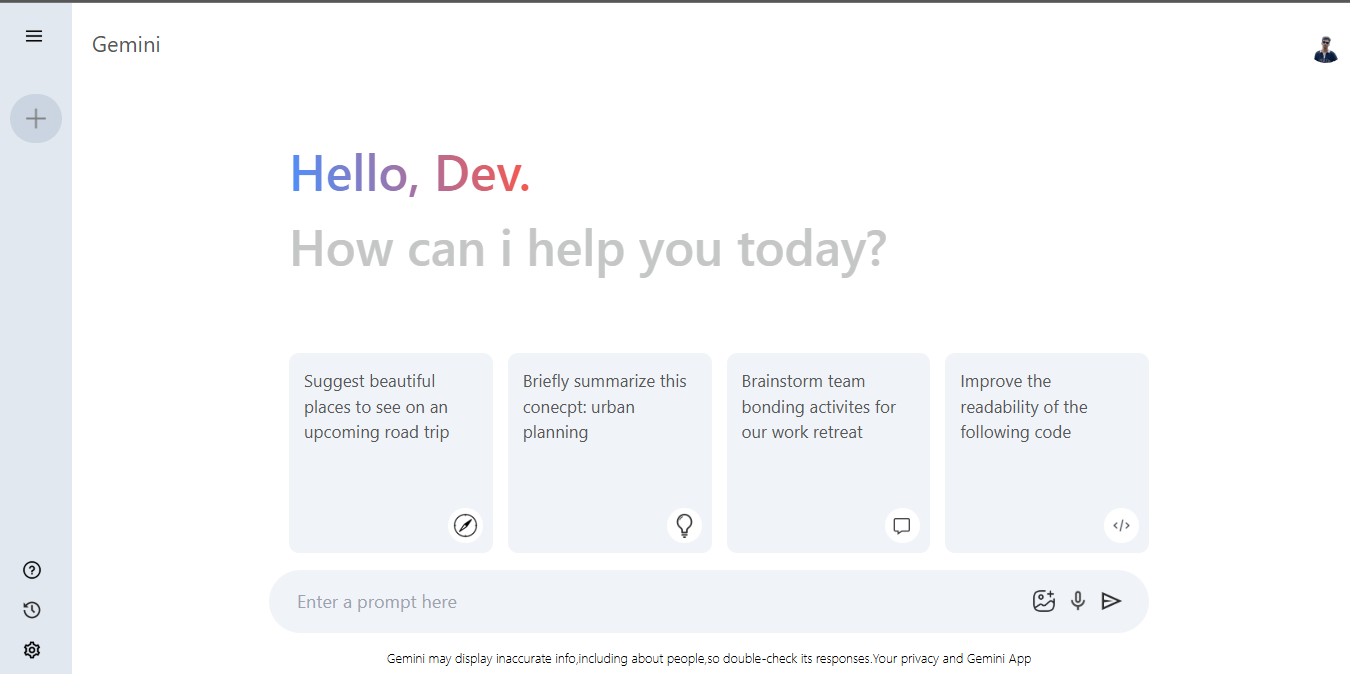 Gemini
Hello, Dev.
How can i help you today?
Suggest beautiful
places to see on an
upcoming road trip
Briefly summarize this
conecpt: urban
planning
Brainstorm team
bonding activites for
our work retreat
Improve the
readability of the
following code
Enter a prompt here
Gemini may display inaccurate info,including about people,so double-check its responses.Your privacy and Gemini App